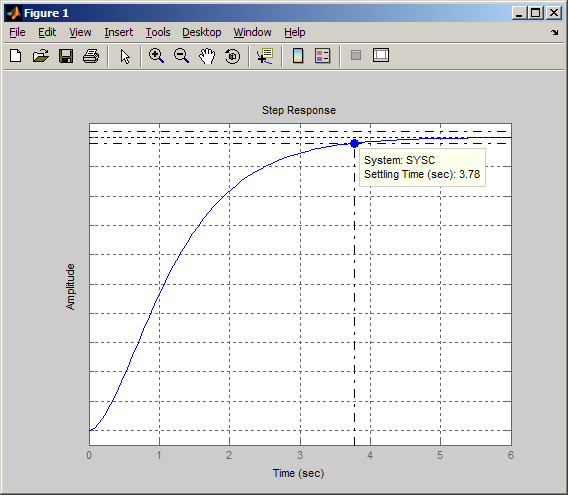 Figure 1
File Edit View Insert Tools Desktop Window Help
Step Response
System: SYSC
Settling Time (sec): 3.78
Amplitude
0 1 2 3 4 5 6
Time (sec)